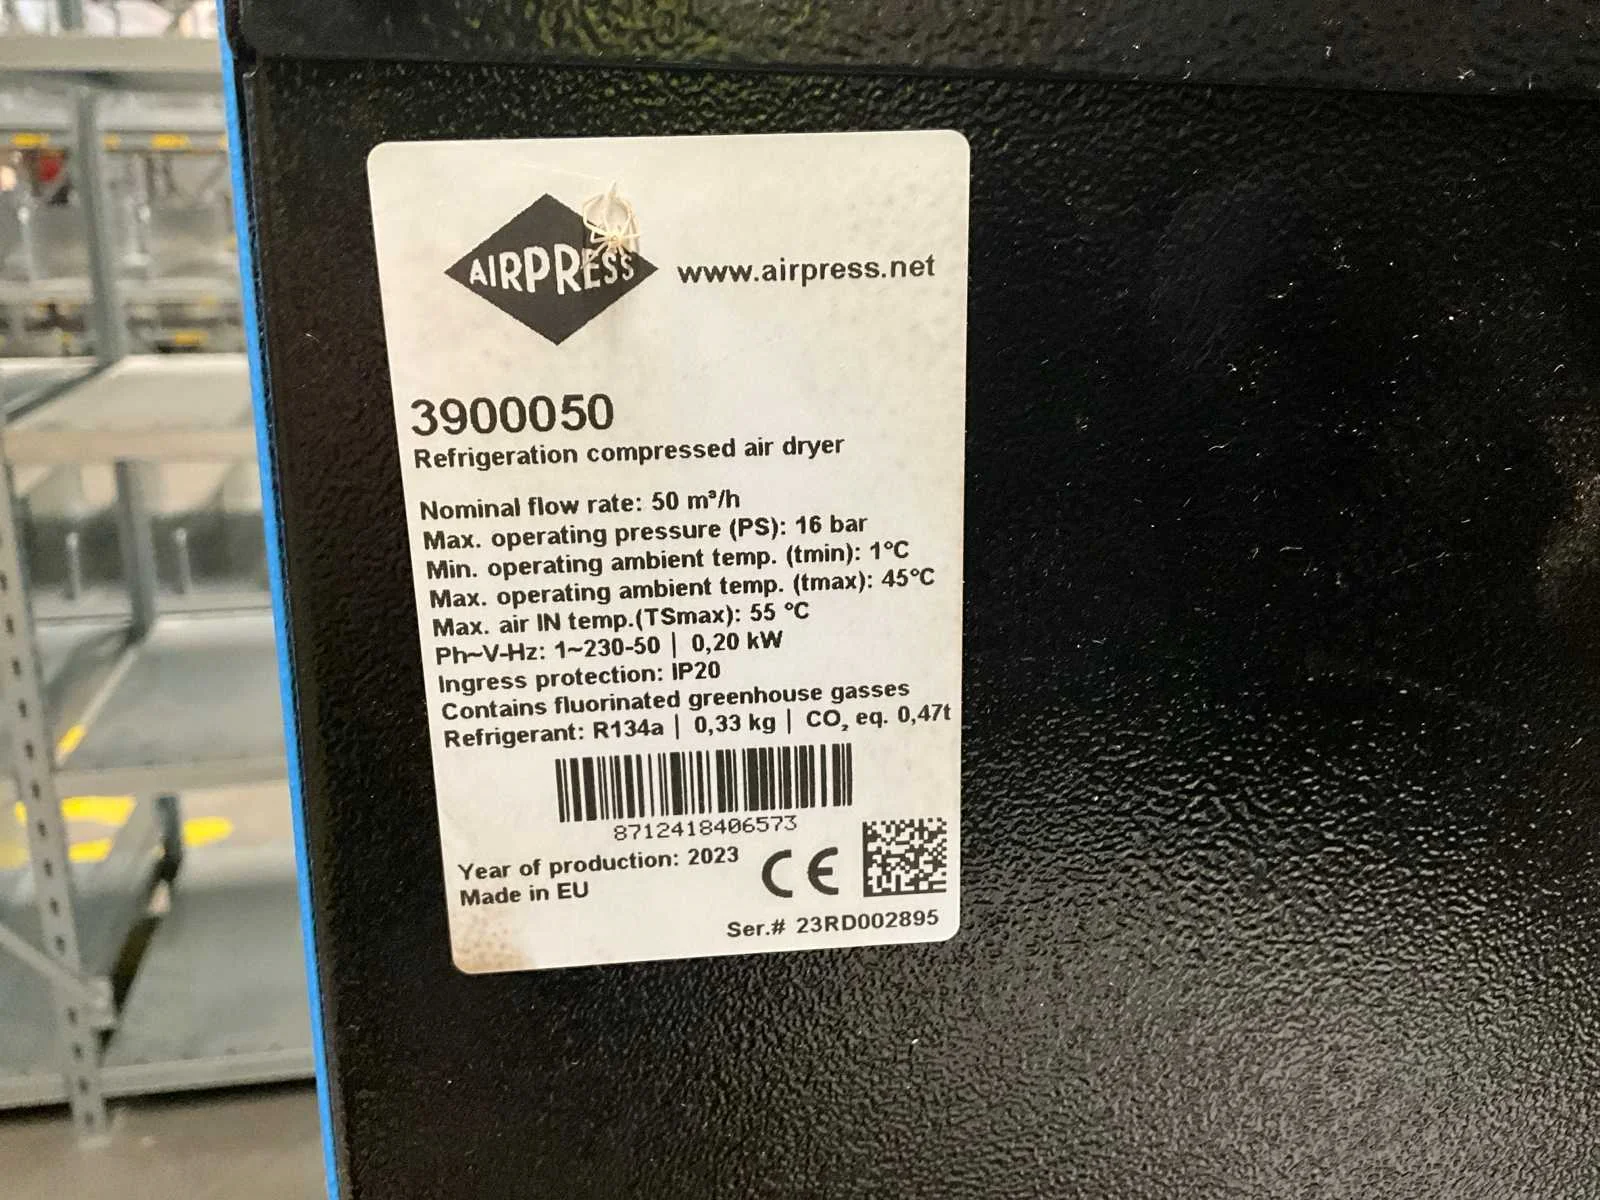 AIRPRESS
www.airpress.net
3900050
Refrigeration compressed air dryer
Nominal flow rate: 50 m³/h
Max. operating pressure (PS): 16 bar
Min. operating ambient temp. (tmin): 1°C
Max. operating ambient temp. (tmax): 45°C
Max. air IN temp.(TSmax): 55 °C
Ph~V-Hz: 1~230-50 | 0,20 kW
Ingress protection: IP20
Contains fluorinated greenhouse gasses
Refrigerant: R134a | 0,33 kg | CO₂ eq. 0,47t
8712418406573
Year of production: 2023
Made in EU
CE
Ser.# 23RD002895